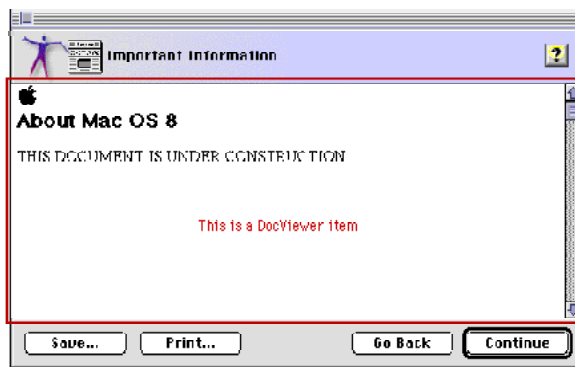 Important Information
?
About Mac OS 8
THIS DOCUMENT IS UNDER CONSTRUCTION
This is a DocViewer item
Save... Print... Go Back Continue